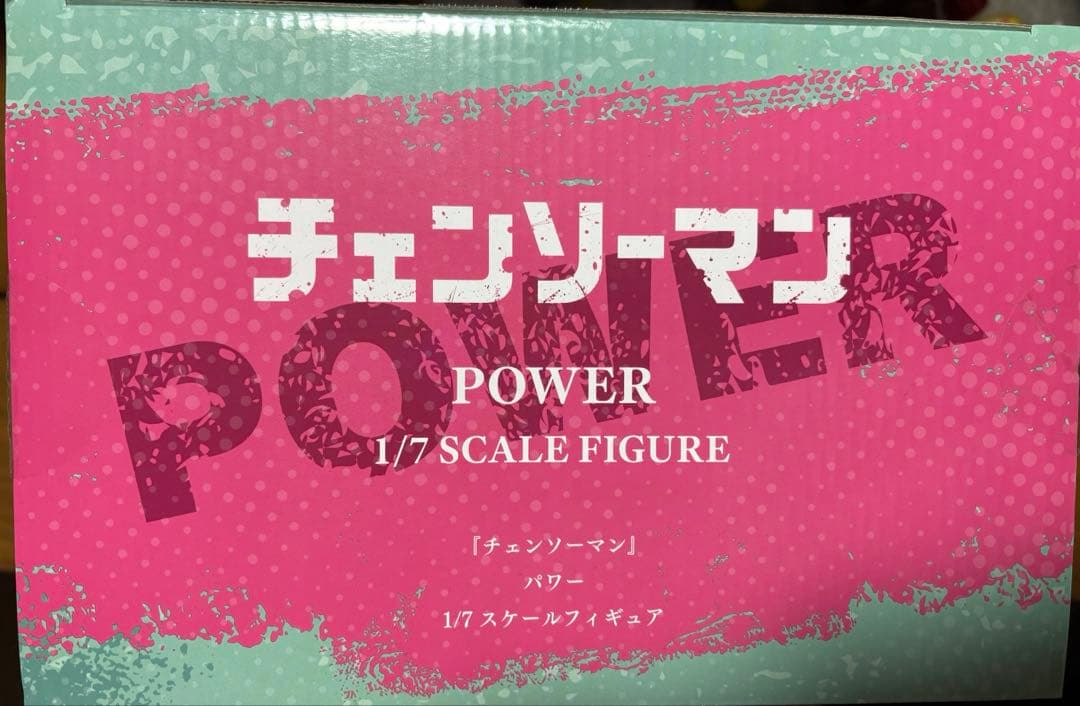 チェンソーマン
POWER
POWER
1/7 SCALE FIGURE
『チェンソーマン』
パワー
1/7 スケールフィギュア